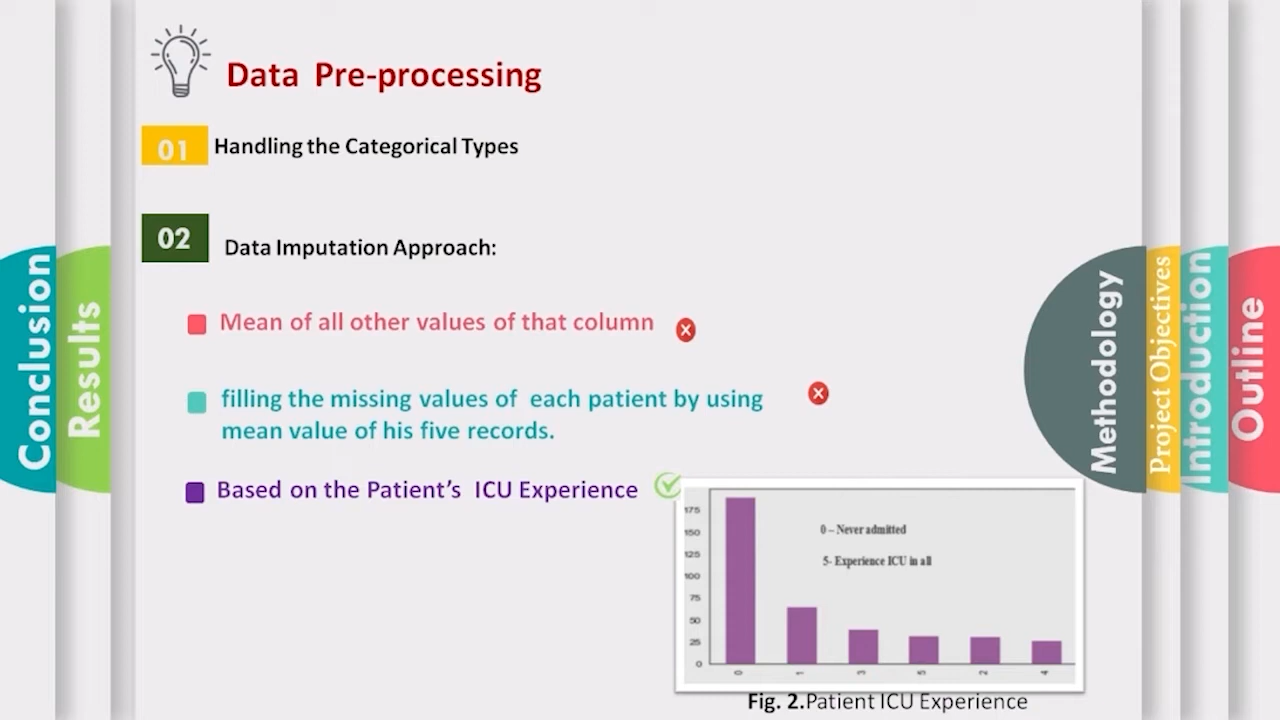 Data Pre-processing
01 Handling the Categorical Types
02 Data Imputation Approach:
Mean of all other values of that column
filling the missing values of each patient by using
mean value of his five records.
Based on the Patient's ICU Experience
175
150
125
100
75
50
25
0
0 – Never admitted
5- Experience ICU in all
0 1 3 5 2 4
Fig. 2.Patient ICU Experience
Conclusion
Results
Methodology
Project Objectives
Introduction
Outline